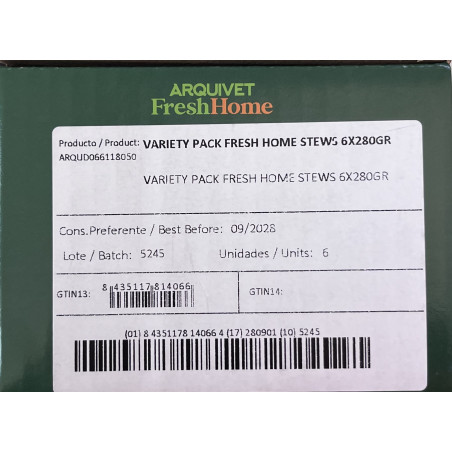 ARQUIVET
FreshHome
Producto / Product: VARIETY PACK FRESH HOME STEWS 6X280GR
ARQUD066118050
VARIETY PACK FRESH HOME STEWS 6X280GR
Cons.Preferente / Best Before: 09/2028
Lote / Batch: 5245
Unidades / Units: 6
GTIN13: 8 435117 814066
GTIN14:
(01) 8 4351178 14066 4 (17) 280901 (10) 5245